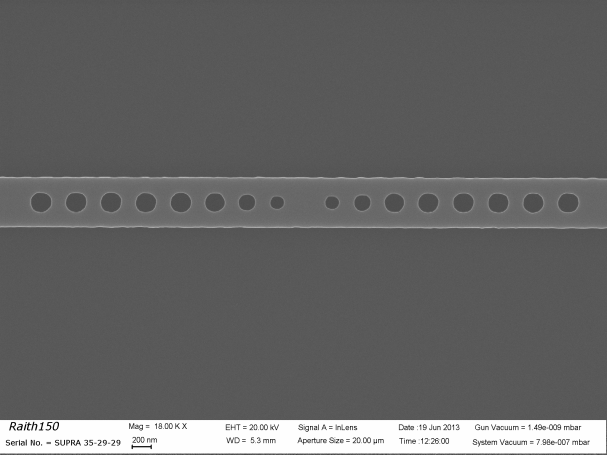 Raith150
Mag = 18.00 K X
EHT = 20.00 kV
Signal A = InLens
Date :19 Jun 2013
Gun Vacuum = 1.49e-009 mbar
Serial No. = SUPRA 35-29-29
200 nm
WD = 5.3 mm
Aperture Size = 20.00 µm
Time :12:26:00
System Vacuum = 7.98e-007 mbar